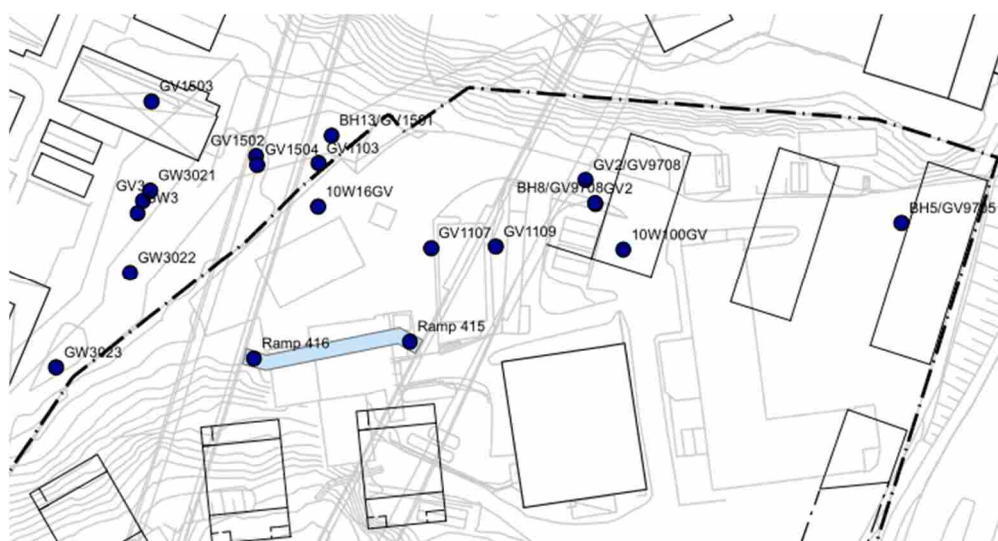 GV1503
BH13/GV1501
GV1502
GV1504
GV1103
GW3021
GV3
GW3
10W16GV
GV2/GV9708
BH8/GV9708GV2
BH5/GV9705
GV1107
GV1109
10W100GV
GW3022
Ramp 415
Ramp 416
GW3023